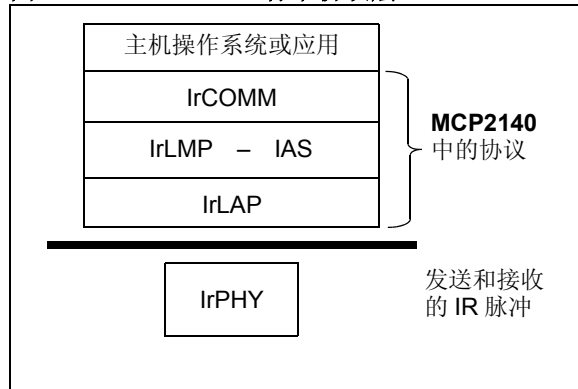 主机操作系统或应用
IrCOMM
IrLMP – IAS
IrLAP
MCP2140
中的协议
IrPHY
发送和接收
的 IR 脉冲